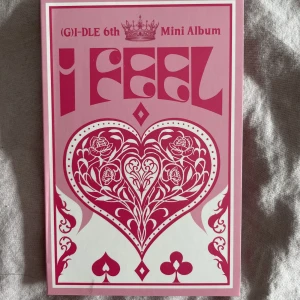 (G)I-DLE 6th Mini Album
I FEEL